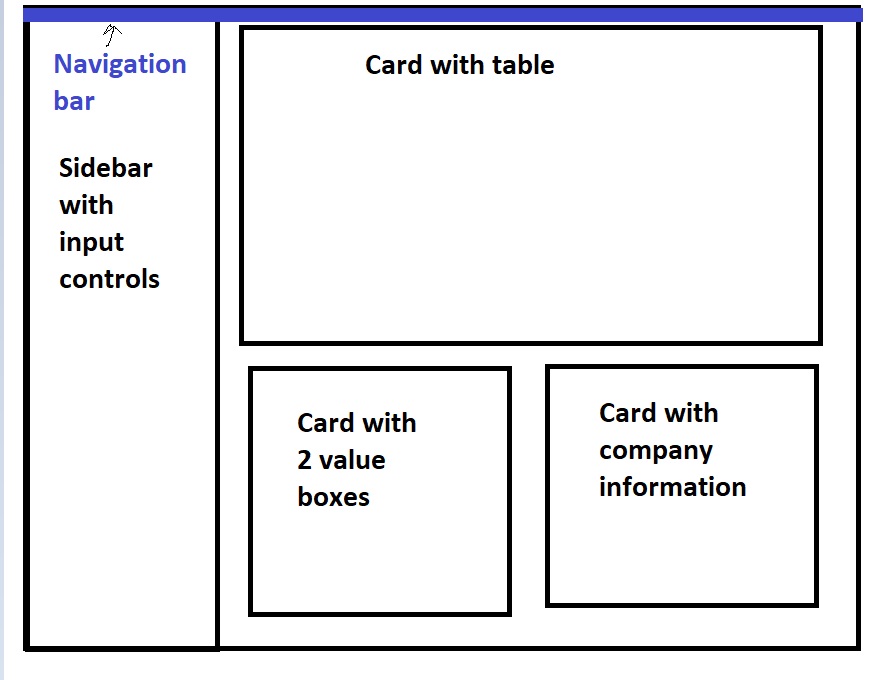 Navigation
bar
Sidebar
with
input
controls
Card with table
Card with
2 value
boxes
Card with
company
information